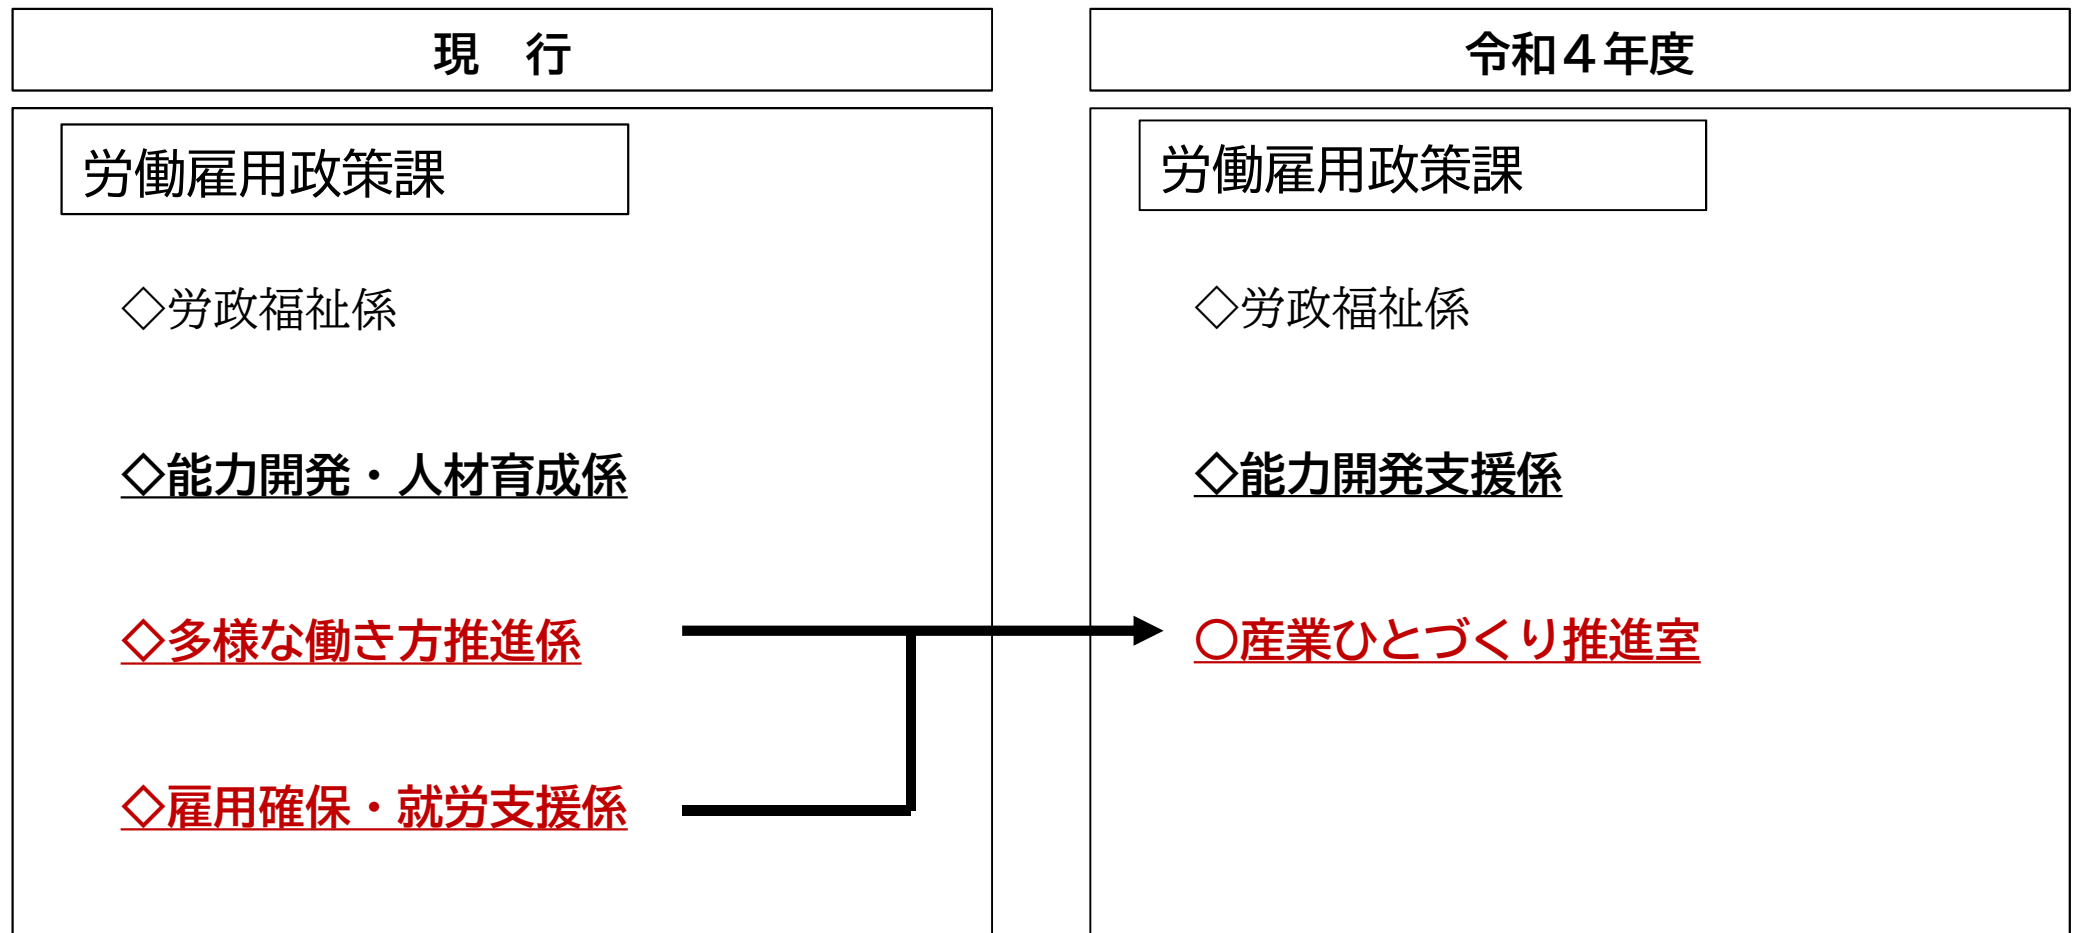 現　行
労働雇用政策課
◇労政福祉係
◇能力開発・人材育成係
◇多様な働き方推進係
◇雇用確保・就労支援係
令和４年度
労働雇用政策課
◇労政福祉係
◇能力開発支援係
○産業ひとづくり推進室